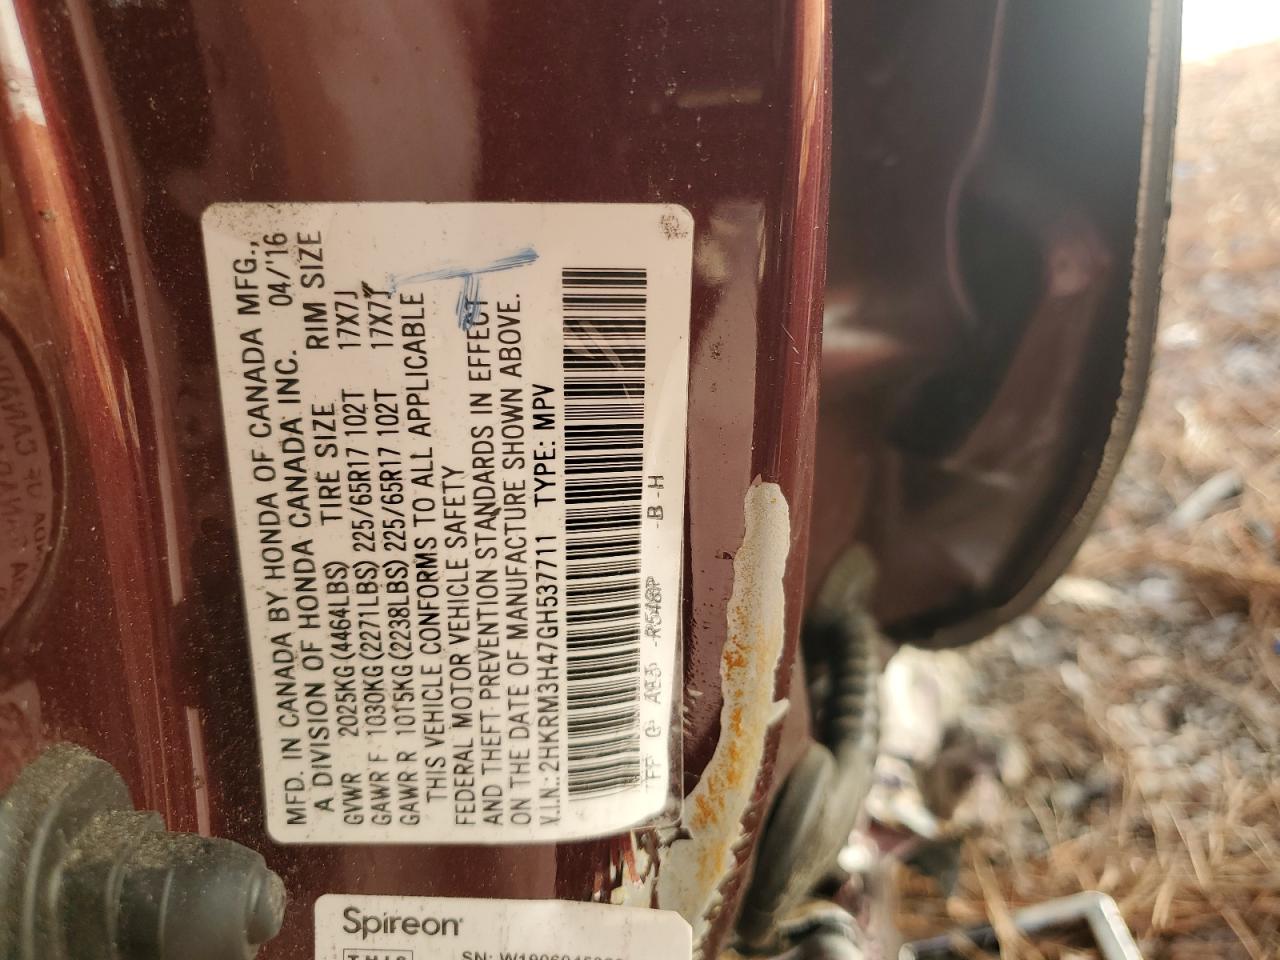 MFD. IN CANADA BY HONDA OF CANADA MFG.,
A DIVISION OF HONDA CANADA INC. 04/'16
TIRE SIZE RIM SIZE
GVWR 2025KG (4464LBS)
GAWR F 1030KG (2271LBS) 225/65R17 102T 17X7J
GAWR R 1015KG (2238LBS) 225/65R17 102T 17X7J
THIS VEHICLE CONFORMS TO ALL APPLICABLE
FEDERAL MOTOR VEHICLE SAFETY
AND THEFT PREVENTION STANDARDS IN EFFECT
ON THE DATE OF MANUFACTURE SHOWN ABOVE.
V.I.N.: 2HKRM3H47GH537711 TYPE: MPV
-R548P -B -H
Spireon
SN: